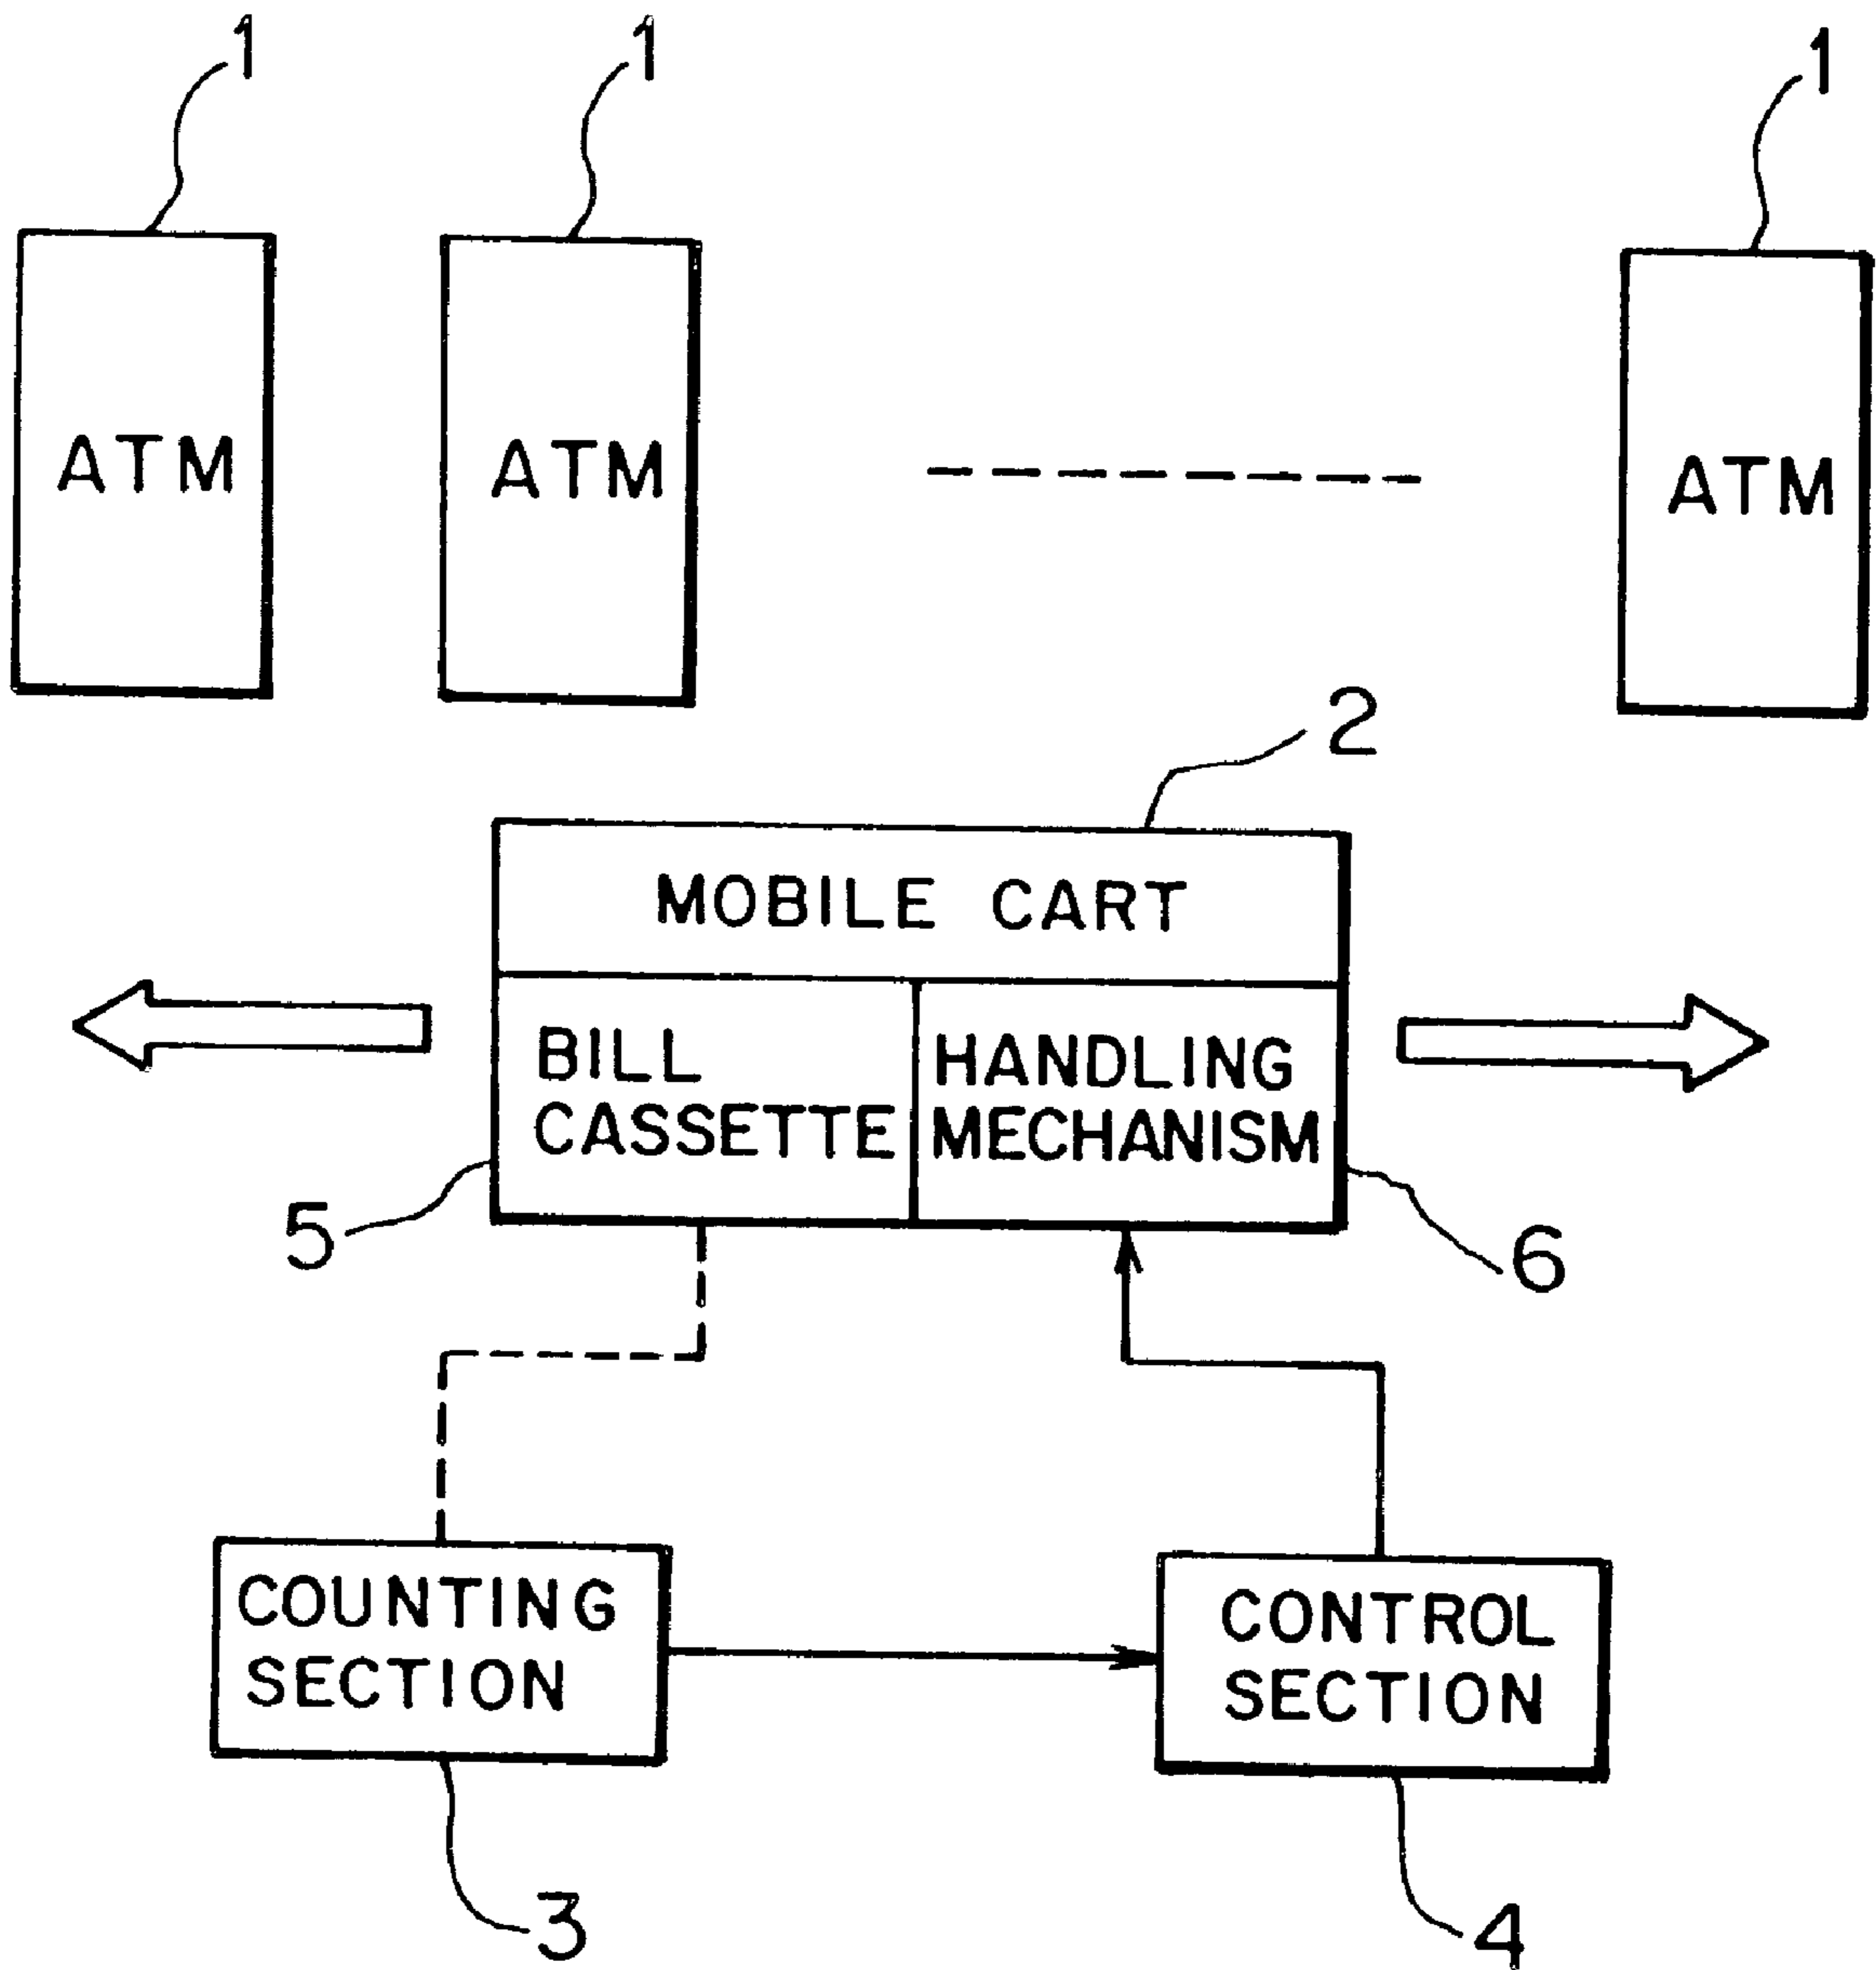 1 1 1
ATM ATM ATM
2
MOBILE CART
BILL
CASSETTE
HANDLING
MECHANISM
5
6
COUNTING
SECTION
CONTROL
SECTION
3
4